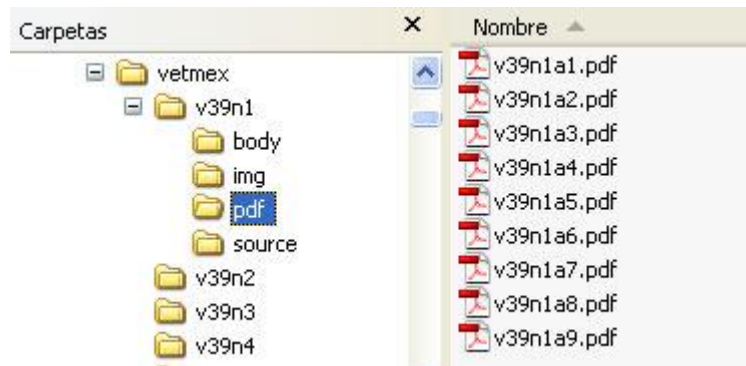 Carpetas
vetmex
v39n1
body
img
pdf
source
v39n2
v39n3
v39n4
Nombre
v39n1a1.pdf
v39n1a2.pdf
v39n1a3.pdf
v39n1a4.pdf
v39n1a5.pdf
v39n1a6.pdf
v39n1a7.pdf
v39n1a8.pdf
v39n1a9.pdf